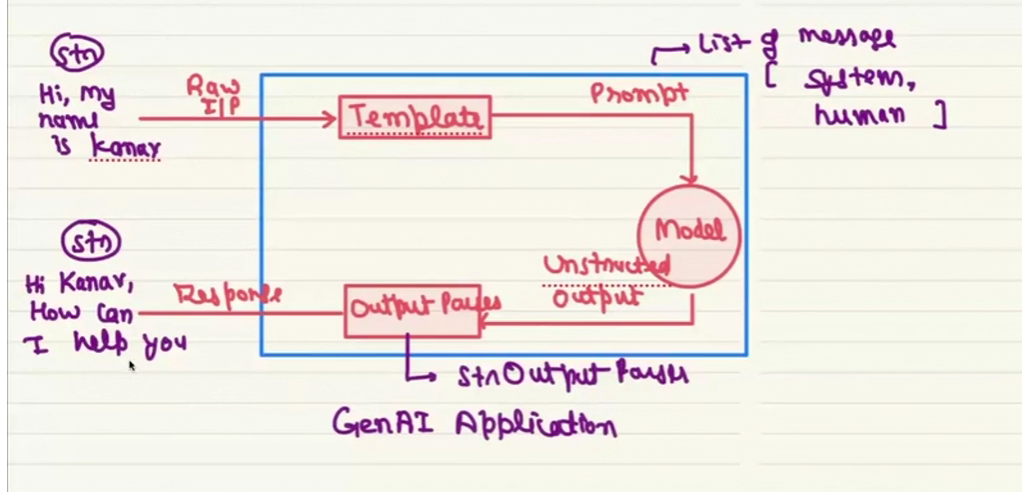 str
Hi, my
name
is Kanav
Raw
I/P
Template
Prompt
List of message
[ system,
human ]
Model
Unstructed
Output
Output Parser
Response
str
Hi Kanav,
How can
I help you
StrOutput Parser
GenAI Application